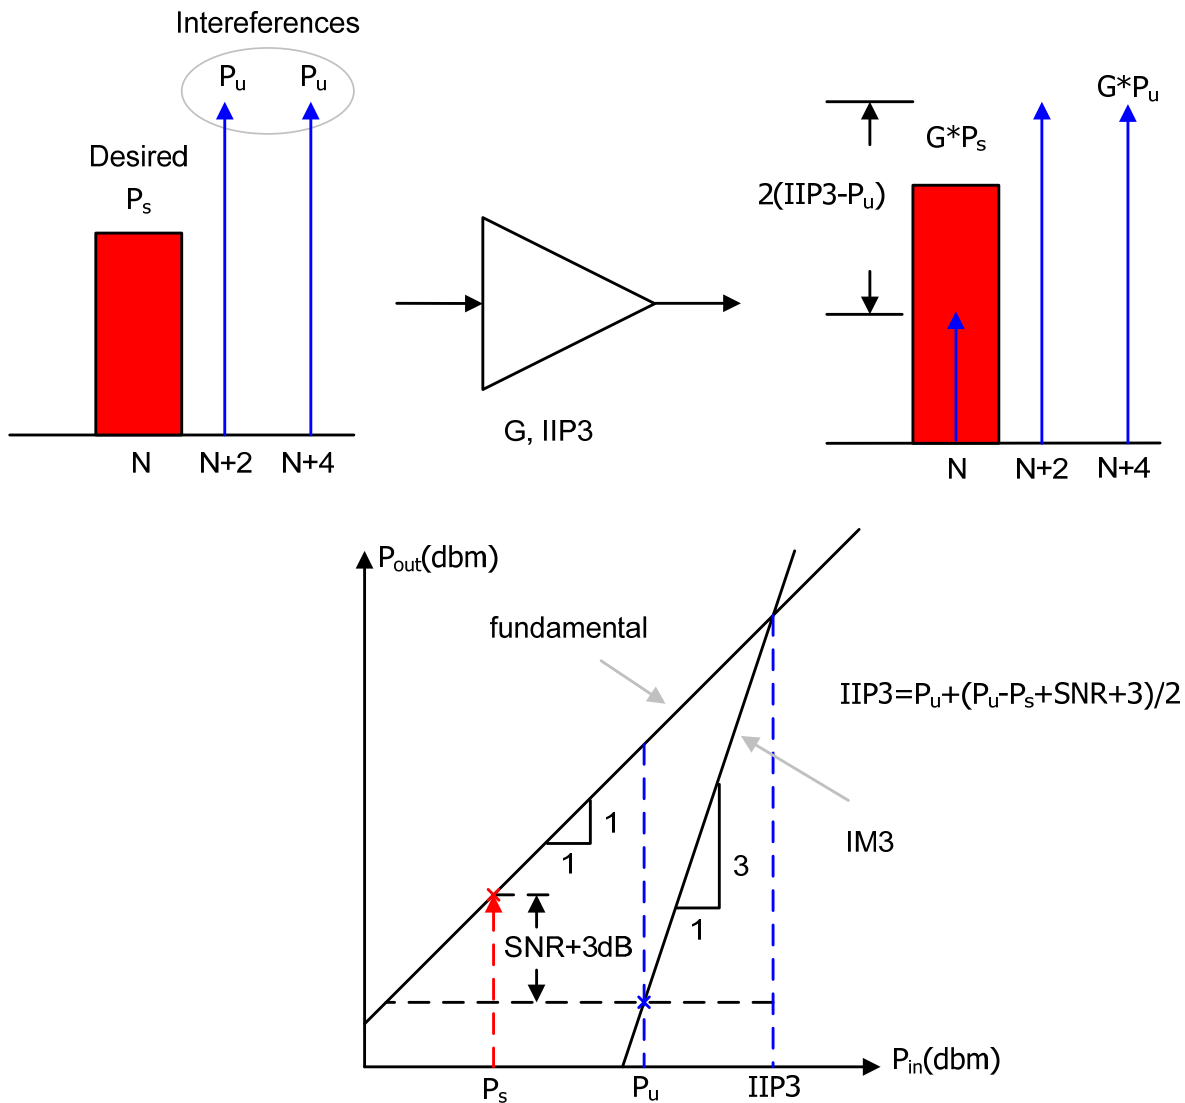 Intereferences
Pu Pu
Desired
Ps
N N+2 N+4
G, IIP3
G*Pu
G*Ps
2(IIP3-Pu)
N N+2 N+4
Pout(dbm)
fundamental
IIP3=Pu+(Pu-Ps+SNR+3)/2
1
1
IM3
3
1
SNR+3dB
Pin(dbm)
Ps Pu IIP3